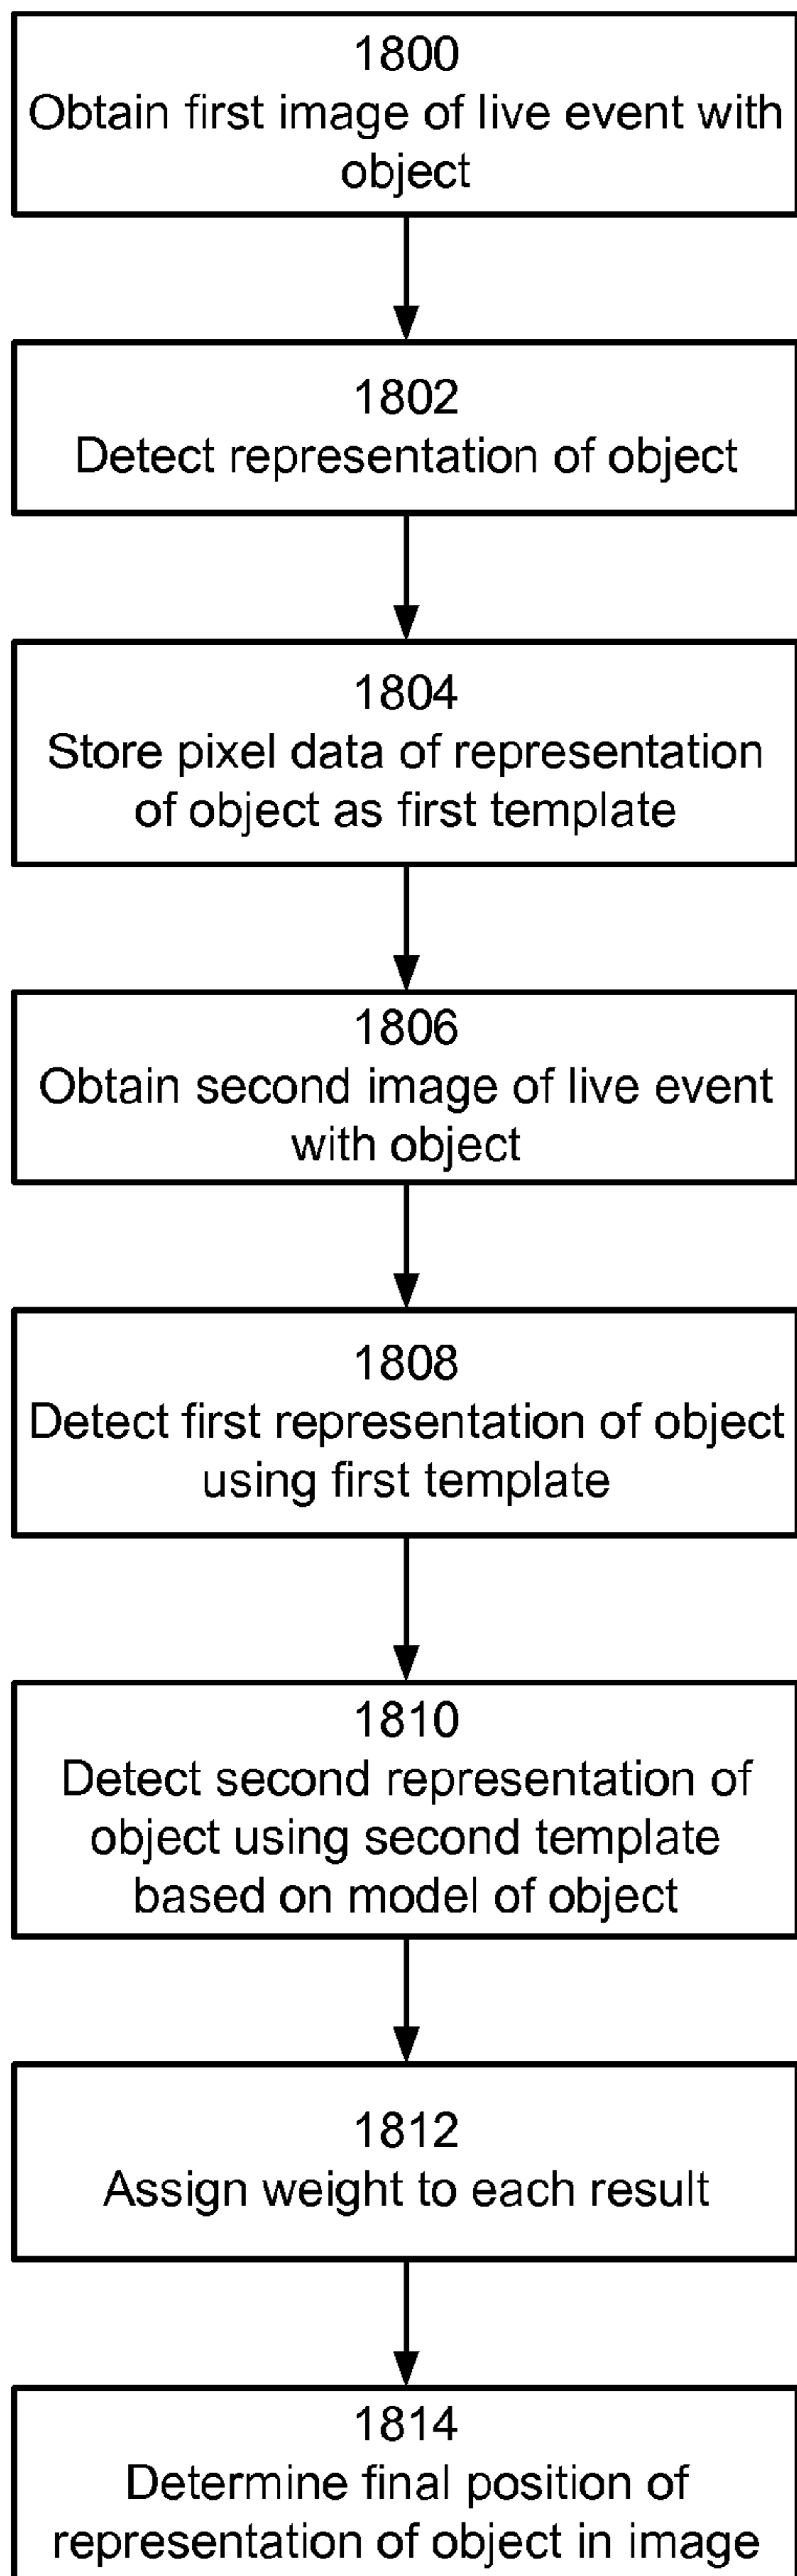 1800
Obtain first image of live event with
object
1802
Detect representation of object
1804
Store pixel data of representation
of object as first template
1806
Obtain second image of live event
with object
1808
Detect first representation of object
using first template
1810
Detect second representation of
object using second template
based on model of object
1812
Assign weight to each result
1814
Determine final position of
representation of object in image